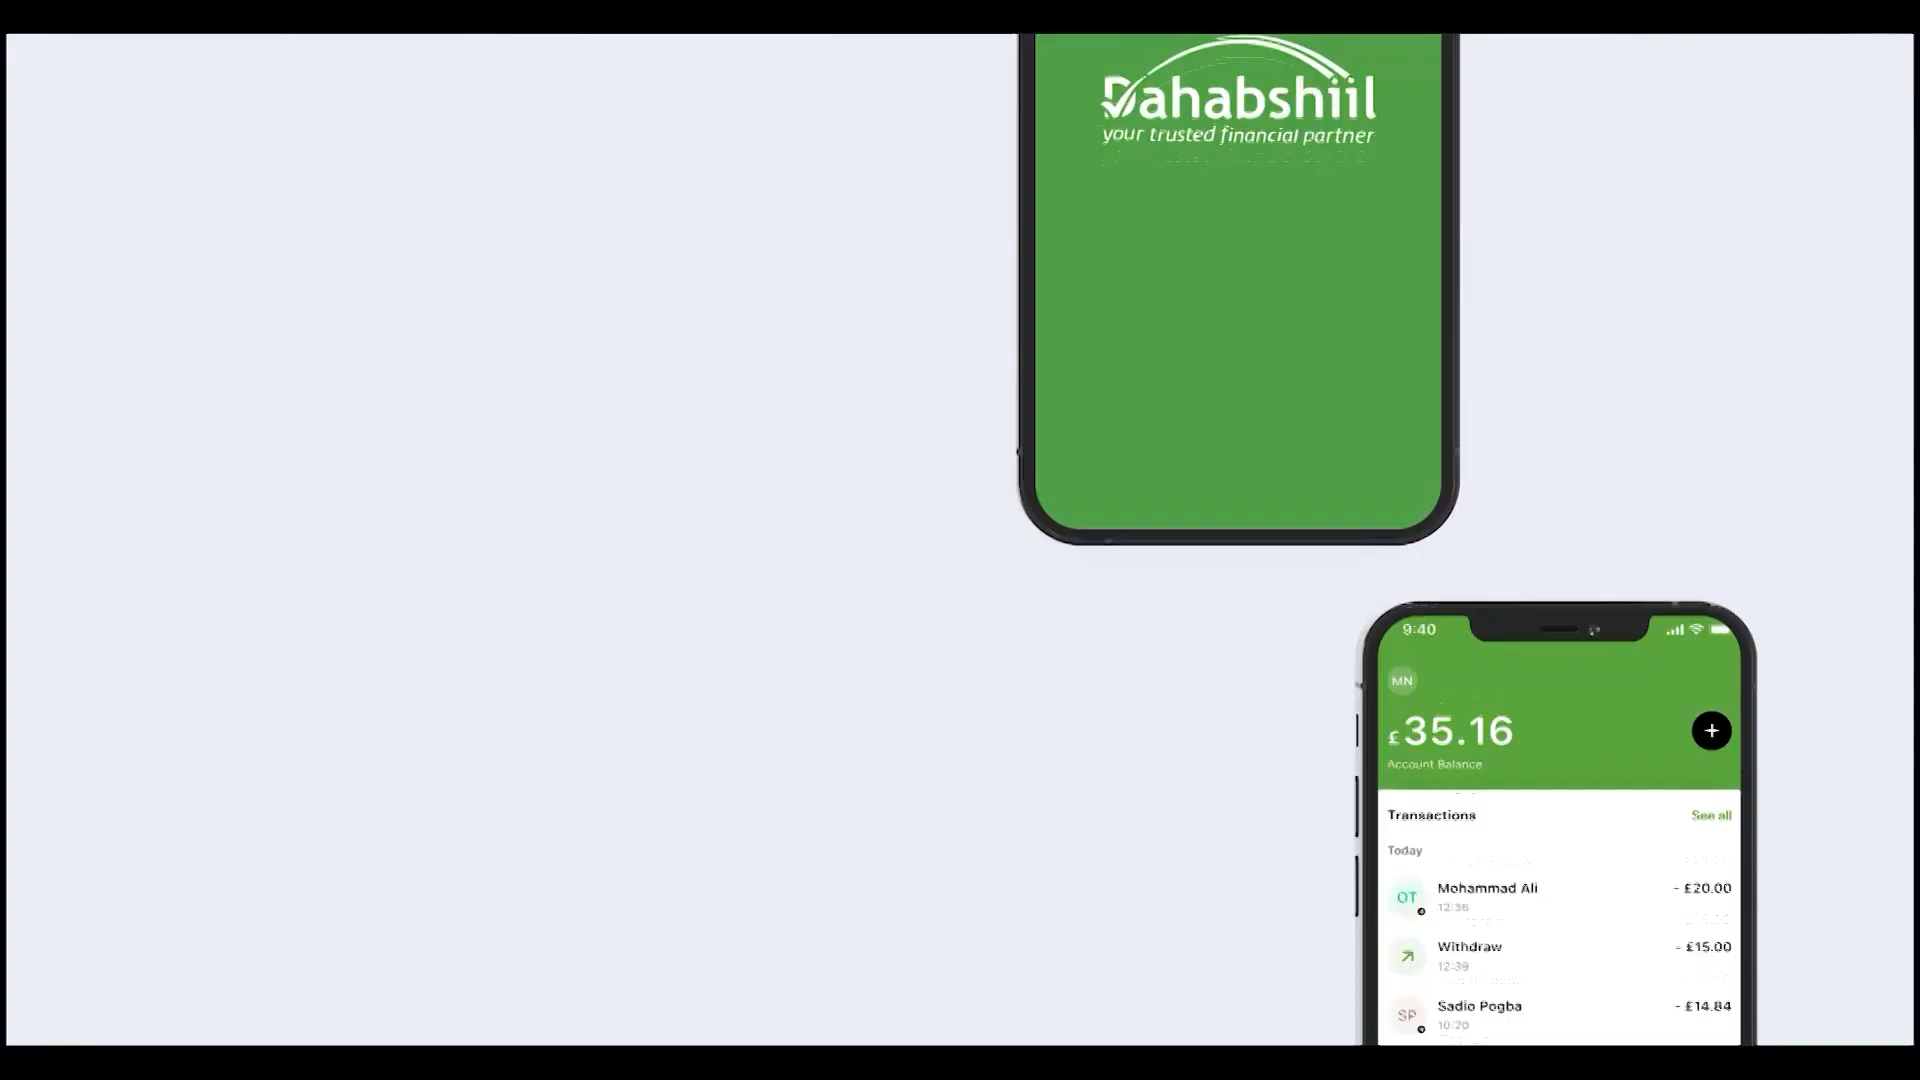 Dahabshiil
your trusted financial partner
9:40
MN
£35.16
Account Balance
Transactions
See all
Today
OT
Mohammad Ali
- £20.00
12:36
Withdraw
- £15.00
12:39
SP
Sadio Pogba
- £14.84
10:20